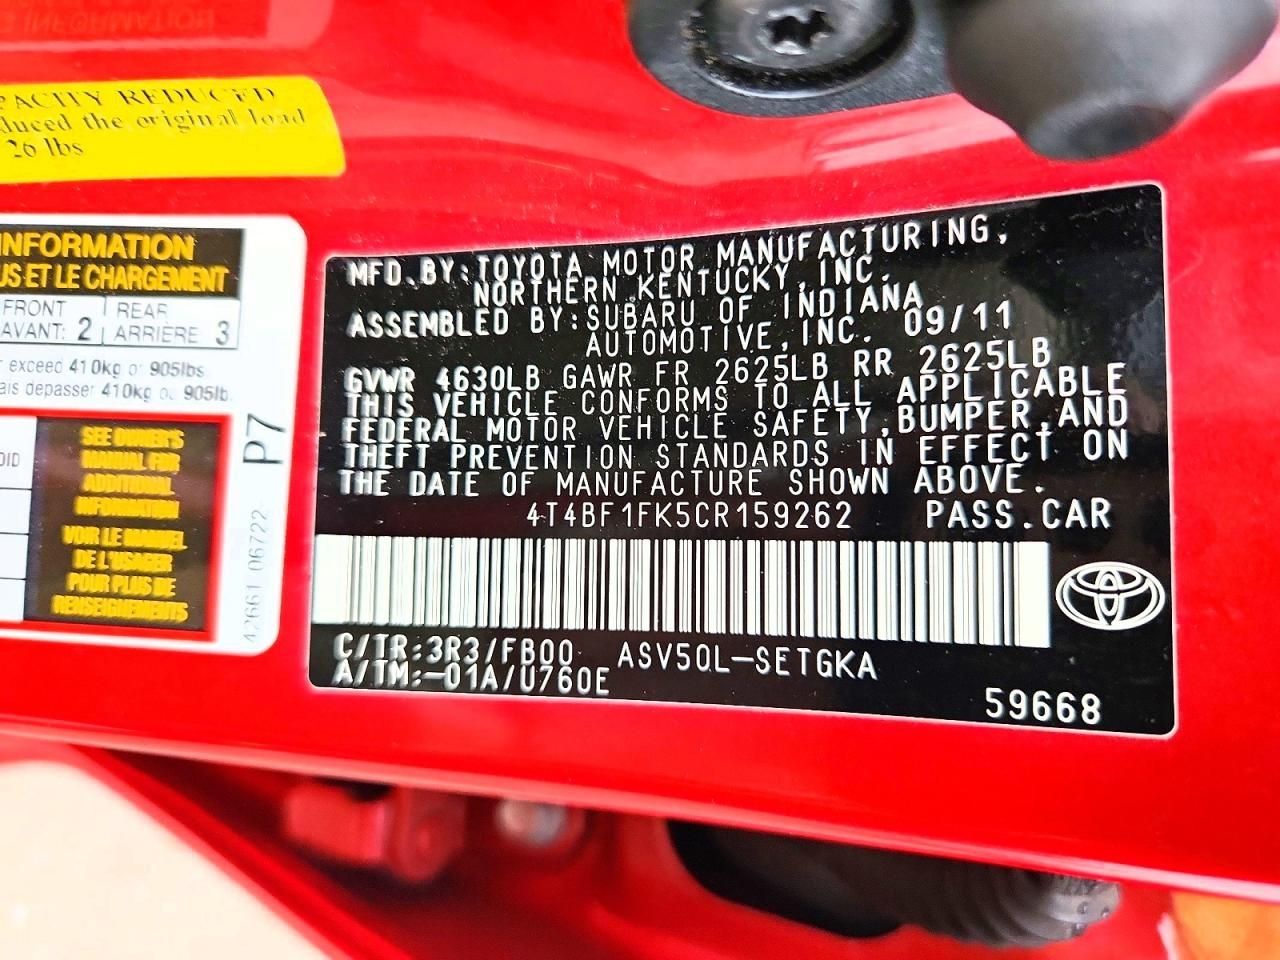 INFORMATION
PACITY REDUCED
duced the original load
26 lbs
INFORMATION
US ET LE CHARGEMENT
FRONT
AVANT: 2
REAR
ARRIÈRE 3
exceed 410kg or 905lbs.
ais depasser 410kg ou 905lb.
SEE OWNER'S
MANUAL FOR
ADDITIONAL
INFORMATION
VOIR LE MANUEL
DE L'USAGER
POUR PLUS DE
RENSEIGNEMENTS
P7
42661 06722
MFD. BY: TOYOTA MOTOR MANUFACTURING,
NORTHERN KENTUCKY, INC.
ASSEMBLED BY: SUBARU OF INDIANA
AUTOMOTIVE, INC. 09/11
GVWR 4630LB GAWR FR 2625LB RR 2625LB
THIS VEHICLE CONFORMS TO ALL APPLICABLE
FEDERAL MOTOR VEHICLE SAFETY, BUMPER, AND
THEFT PREVENTION STANDARDS IN EFFECT ON
THE DATE OF MANUFACTURE SHOWN ABOVE.
4T4BF1FK5CR159262 PASS.CAR
C/TR: 3R3/FB00 ASV50L-SETGKA
A/TM:-01A/U760E
59668